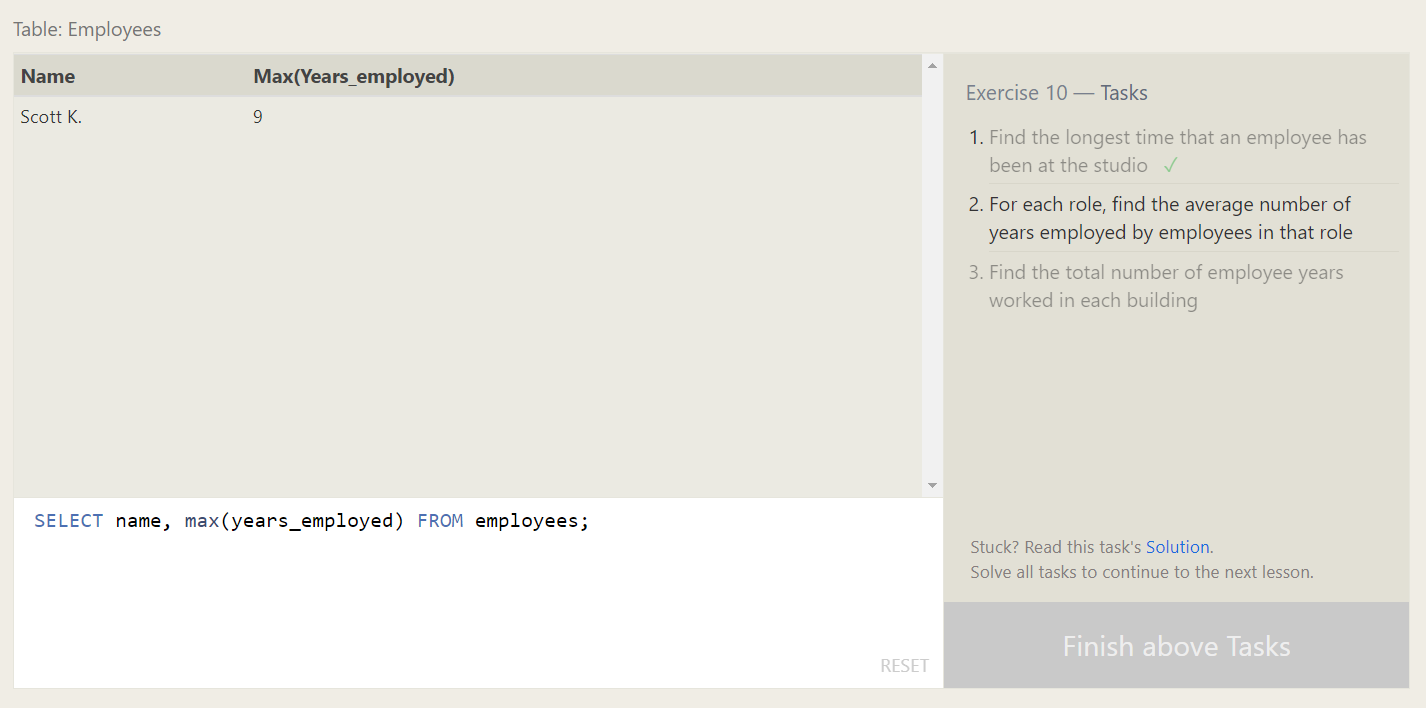 Table: Employees
Name Max(Years_employed)
Scott K. 9
SELECT name, max(years_employed) FROM employees;
RESET
Exercise 10 — Tasks
1. Find the longest time that an employee has
been at the studio ✓
2. For each role, find the average number of
years employed by employees in that role
3. Find the total number of employee years
worked in each building
Stuck? Read this task's Solution.
Solve all tasks to continue to the next lesson.
Finish above Tasks